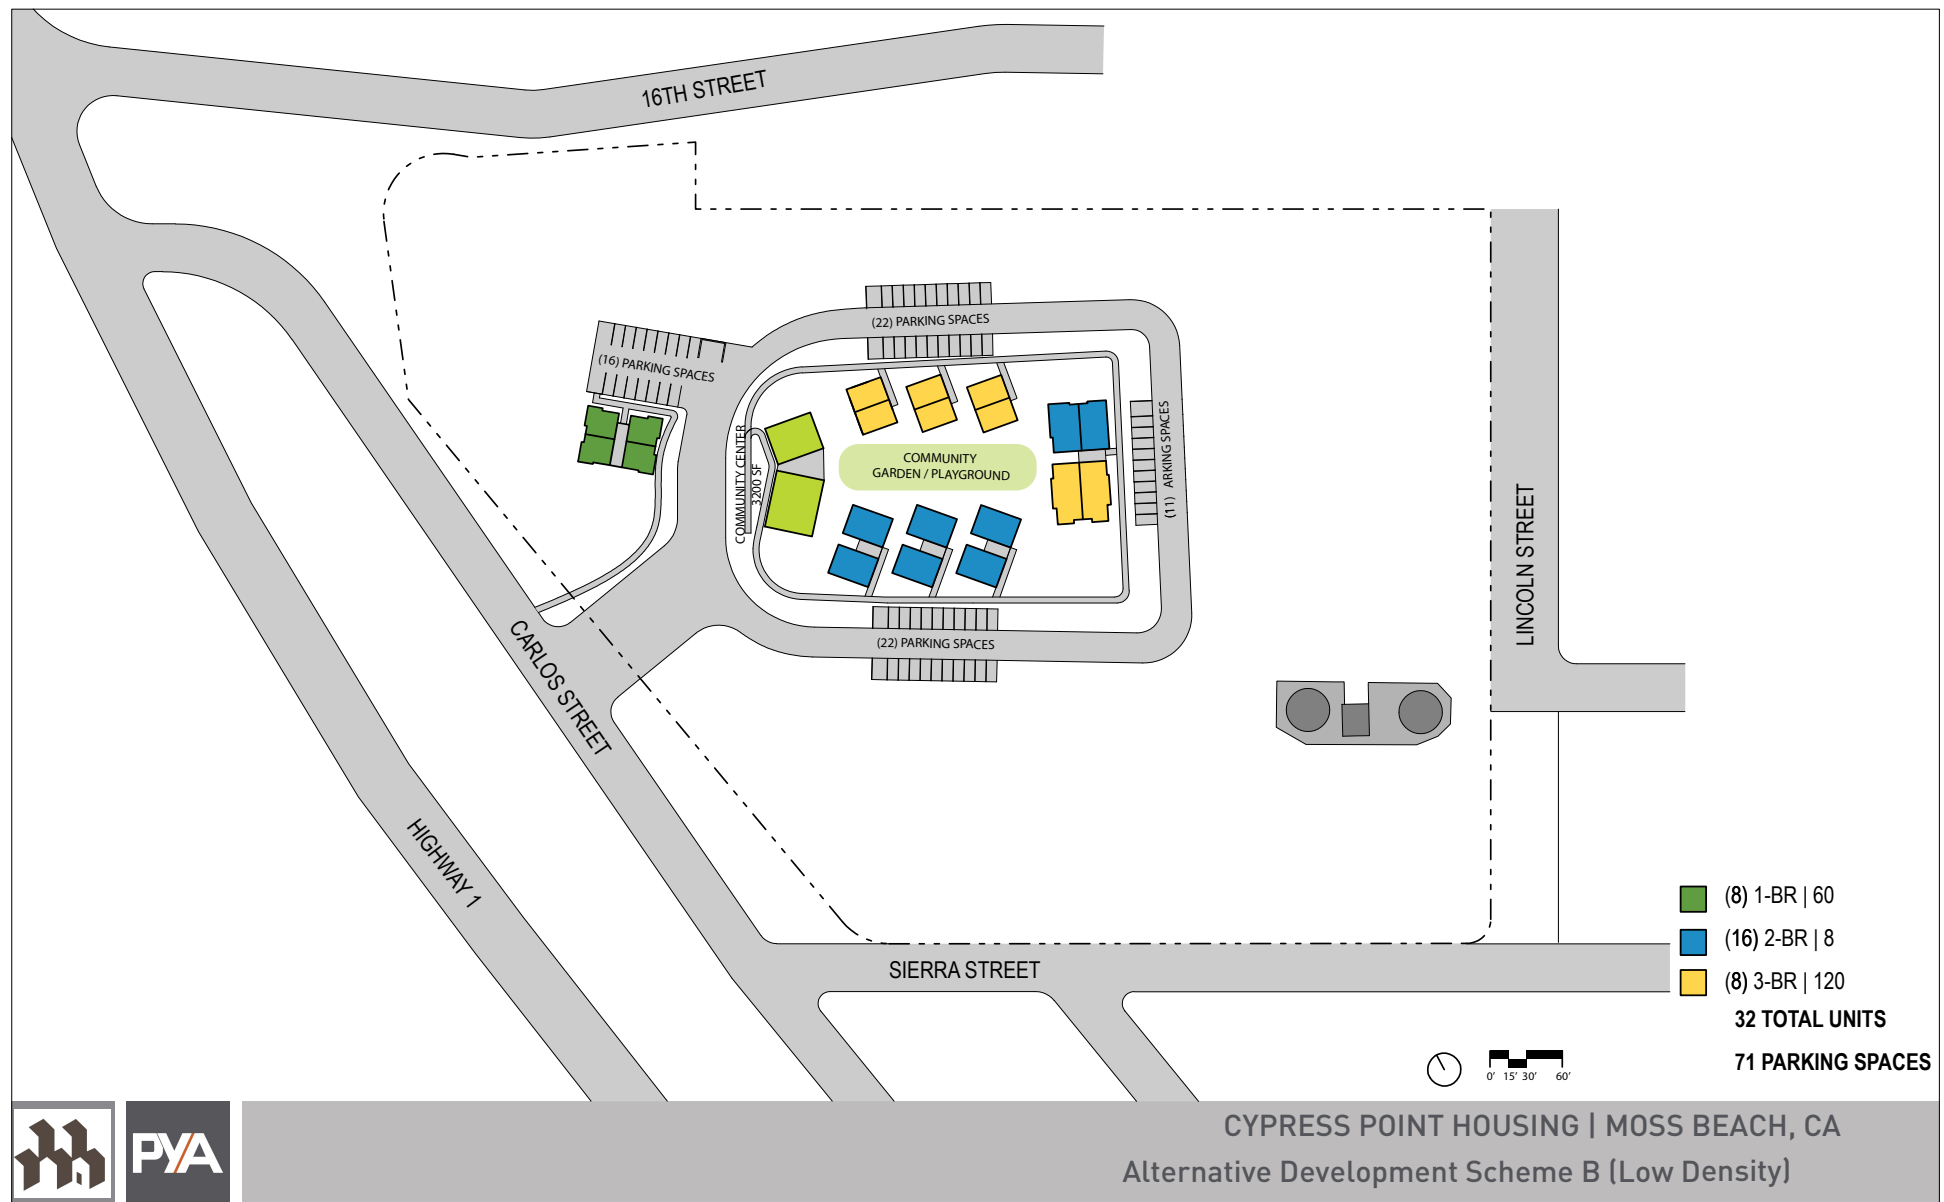 16TH STREET
(22) PARKING SPACES
(16) PARKING SPACES
COMMUNITY CENTER
3200 SF
COMMUNITY
GARDEN / PLAYGROUND
(11) ARKING SPACES
LINCOLN STREET
(22) PARKING SPACES
CARLOS STREET
HIGHWAY 1
SIERRA STREET
(8) 1-BR | 60
(16) 2-BR | 8
(8) 3-BR | 120
32 TOTAL UNITS
71 PARKING SPACES
0' 15' 30' 60'
PYA
CYPRESS POINT HOUSING | MOSS BEACH, CA
Alternative Development Scheme B (Low Density)